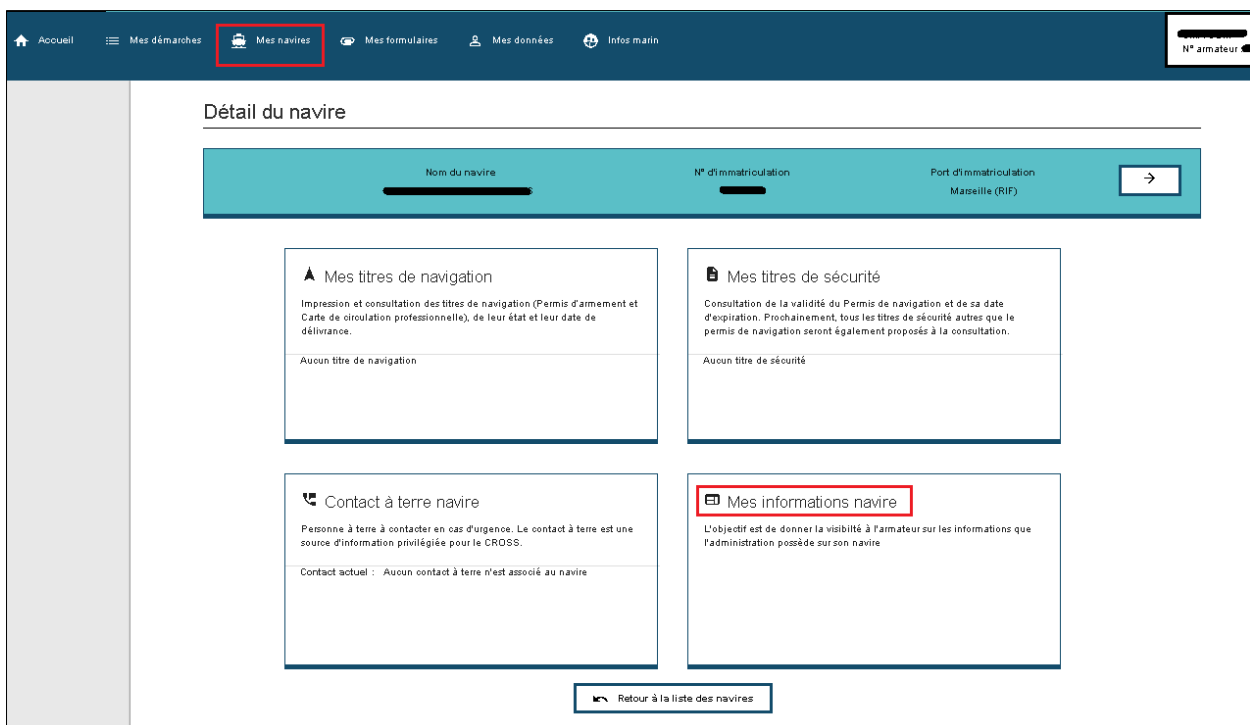 Accueil Mes démarches Mes navires Mes formulaires Mes données Infos marin
N° armateur :
Détail du navire
Nom du navire N° d'immatriculation Port d'immatriculation
Marseille (RIF)
Mes titres de navigation
Impression et consultation des titres de navigation (Permis d'armement et
Carte de circulation professionnelle), de leur état et leur date de
délivrance.
Aucun titre de navigation
Mes titres de sécurité
Consultation de la validité du Permis de navigation et de sa date
d'expiration. Prochainement, tous les titres de sécurité autres que le
permis de navigation seront également proposés à la consultation.
Aucun titre de sécurité
Contact à terre navire
Personne à terre à contacter en cas d'urgence. Le contact à terre est une
source d'information privilégiée pour le CROSS.
Contact actuel : Aucun contact à terre n'est associé au navire
Mes informations navire
L'objectif est de donner la visibilté à l'armateur sur les informations que
l'administration possède sur son navire
Retour à la liste des navires